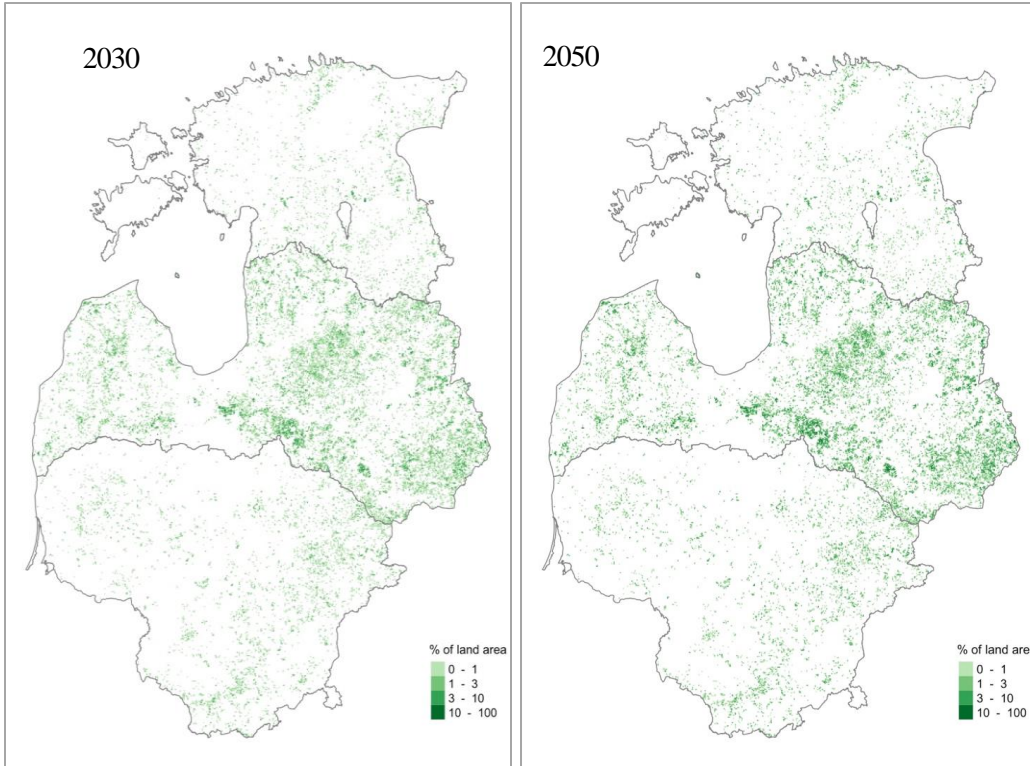 2030
% of land area
0 - 1
1 - 3
3 - 10
10 - 100
2050
% of land are
0 - 1
1 - 3
3 - 10
10 - 100